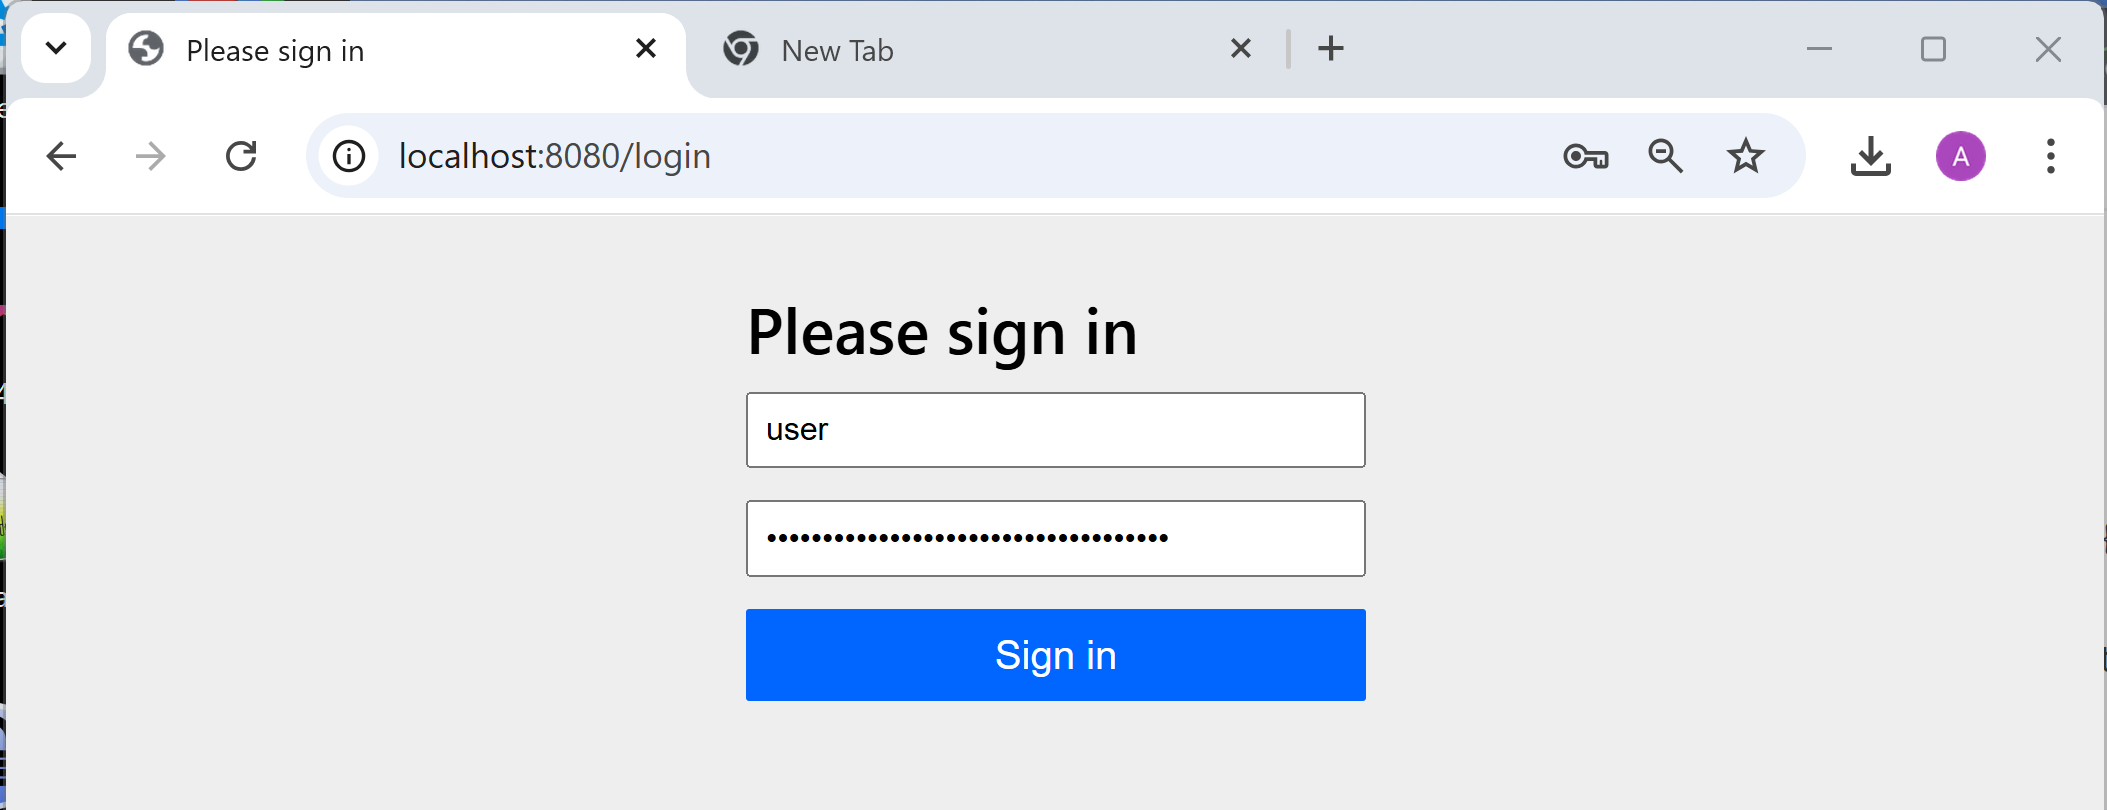 Please sign in
New Tab
localhost:8080/login
A
Please sign in
user
••••••••••••••••••••••••••••••••••••
Sign in